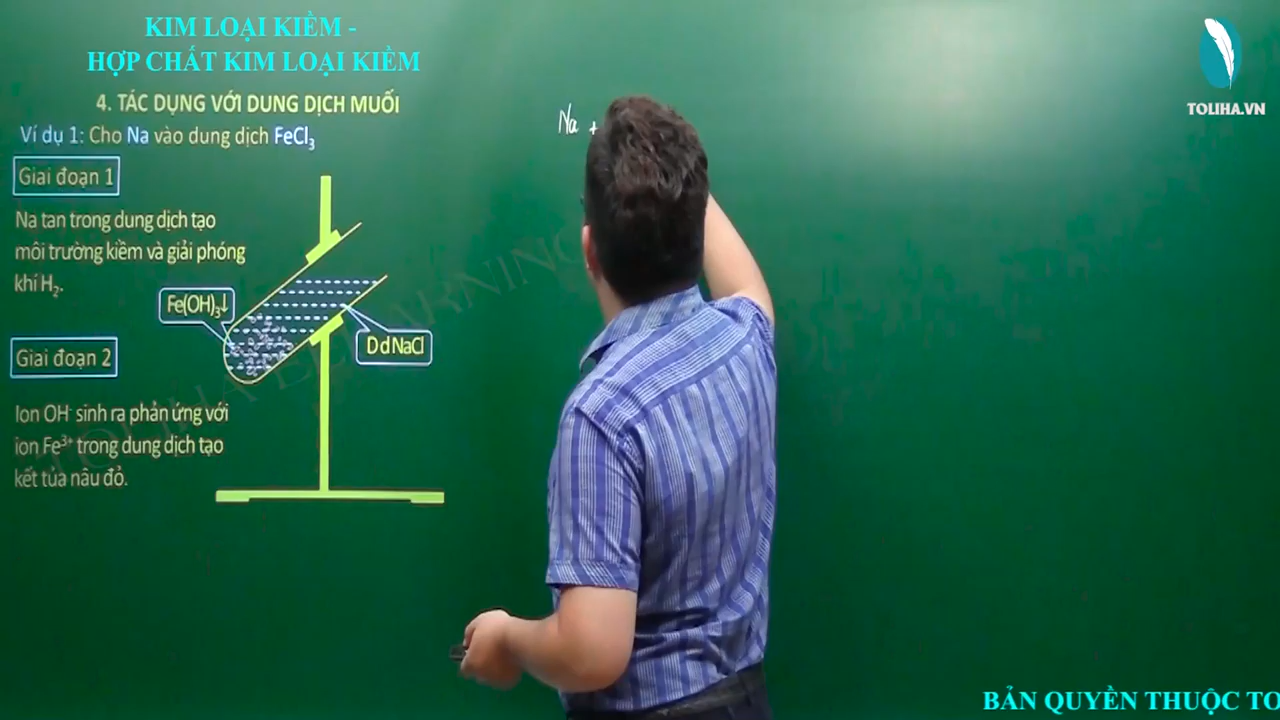 KIM LOẠI KIỀM -
HỢP CHẤT KIM LOẠI KIỀM
TOLIHA.VN
4. TÁC DỤNG VỚI DUNG DỊCH MUỐI
Ví dụ 1: Cho Na vào dung dịch FeCl₃
Na +
Giai đoạn 1
Na tan trong dung dịch tạo
môi trường kiềm và giải phóng
khí H₂.
Fe(OH)₃↓
Dd NaCl
Giai đoạn 2
Ion OH⁻ sinh ra phản ứng với
ion Fe³⁺ trong dung dịch tạo
kết tủa nâu đỏ.
TOLIHA ELEARNING
BẢN QUYỀN THUỘC TO